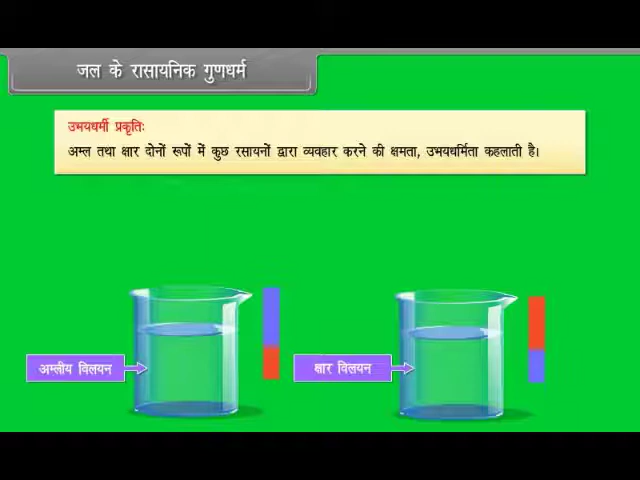 जल के रासायनिक गुणधर्म
उभयधर्मी प्रकृतिः
अम्ल तथा क्षार दोनों रूपों में कुछ रसायनों द्वारा व्यवहार करने की क्षमता, उभयधर्मिता कहलाती है।
अम्लीय विलयन
क्षार विलयन